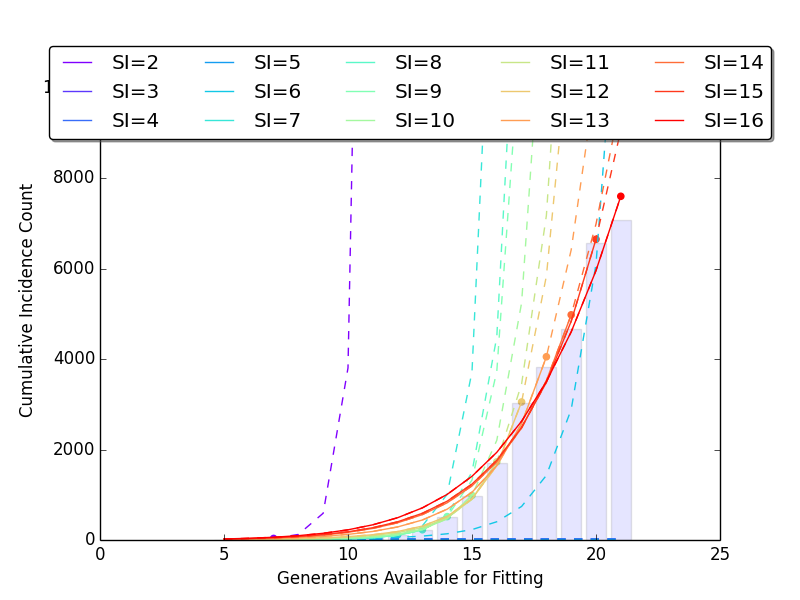 SI=2 SI=5 SI=8 SI=11 SI=14
SI=3 SI=6 SI=9 SI=12 SI=15
SI=4 SI=7 SI=10 SI=13 SI=16
8000
6000
4000
2000
0
0 5 10 15 20 25
Cumulative Incidence Count
Generations Available for Fitting